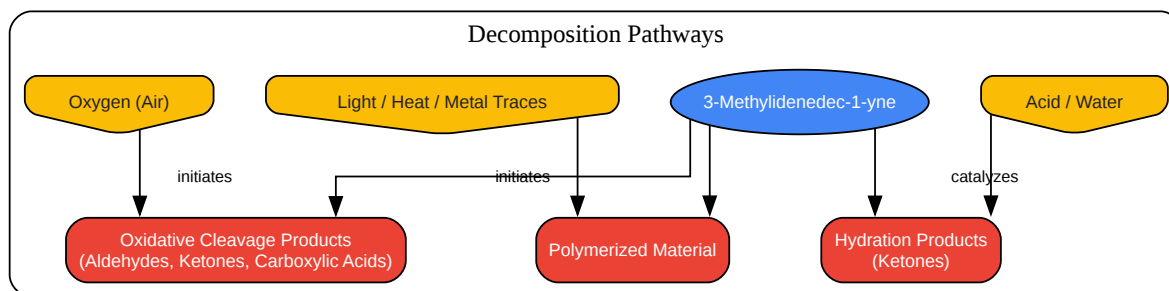 Decomposition Pathways
Oxygen (Air)
Light / Heat / Metal Traces
3-Methylidenedec-1-yne
Acid / Water
initiates
initiates
catalyzes
Oxidative Cleavage Products
(Aldehydes, Ketones, Carboxylic Acids)
Polymerized Material
Hydration Products
(Ketones)